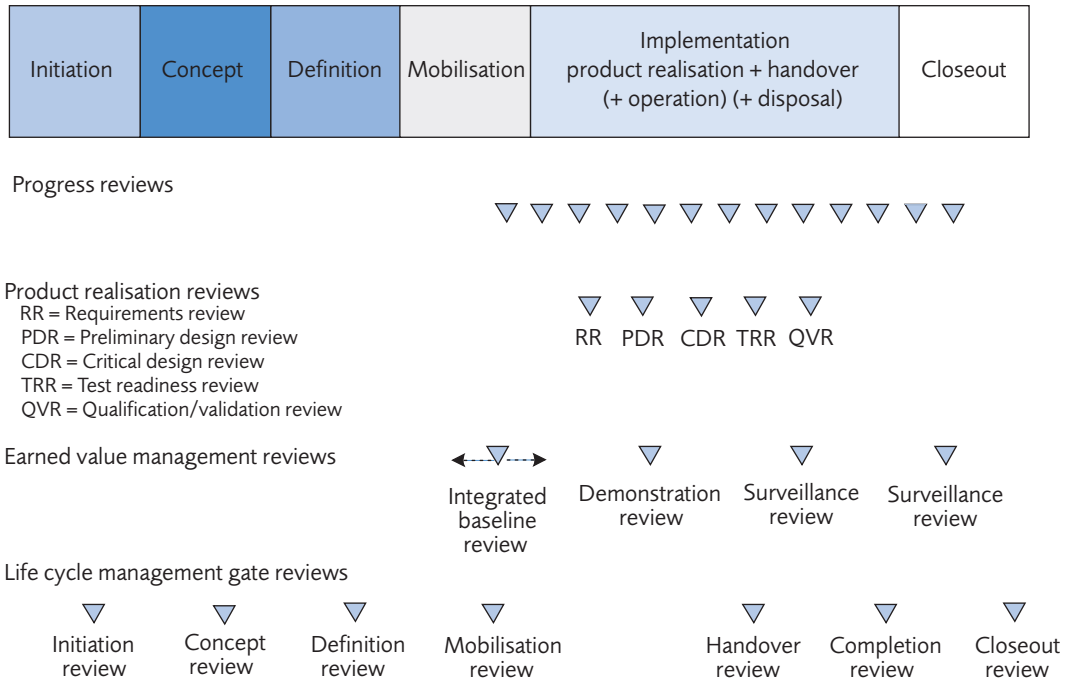 Initiation
Concept
Definition
Mobilisation
Implementation
product realisation + handover
(+ operation) (+ disposal)
Closeout
Progress reviews
Product realisation reviews
RR = Requirements review
PDR = Preliminary design review
CDR = Critical design review
TRR = Test readiness review
QVR = Qualification/validation review
RR
PDR
CDR
TRR
QVR
Earned value management reviews
Integrated
baseline
review
Demonstration
review
Surveillance
review
Surveillance
review
Life cycle management gate reviews
Initiation
review
Concept
review
Definition
review
Mobilisation
review
Handover
review
Completion
review
Closeout
review